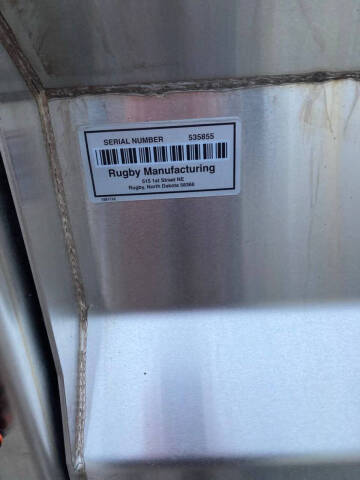 SERIAL NUMBER 535855
Rugby Manufacturing
515 1st Street NE
Rugby, North Dakota 58368